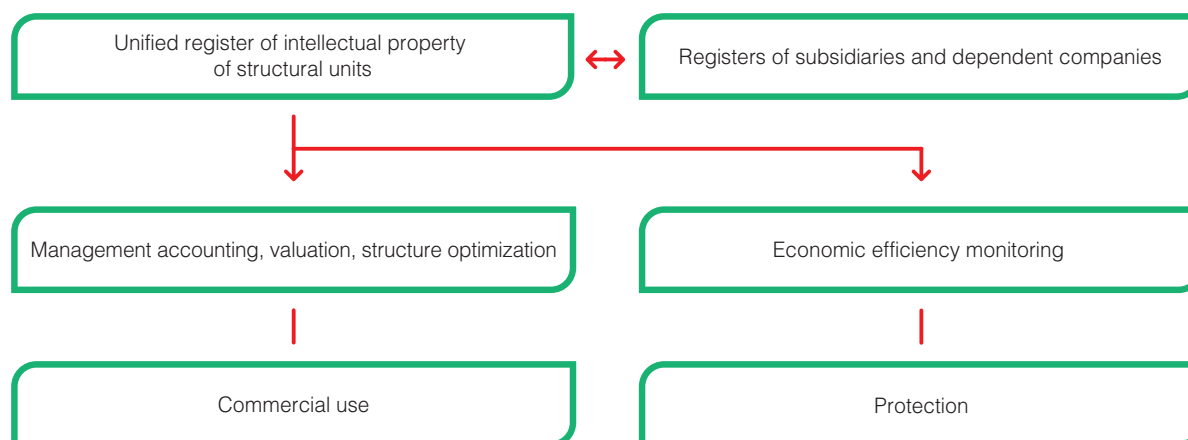 Unified register of intellectual property
of structural units
Registers of subsidiaries and dependent companies
Management accounting, valuation, structure optimization
Economic efficiency monitoring
Commercial use
Protection